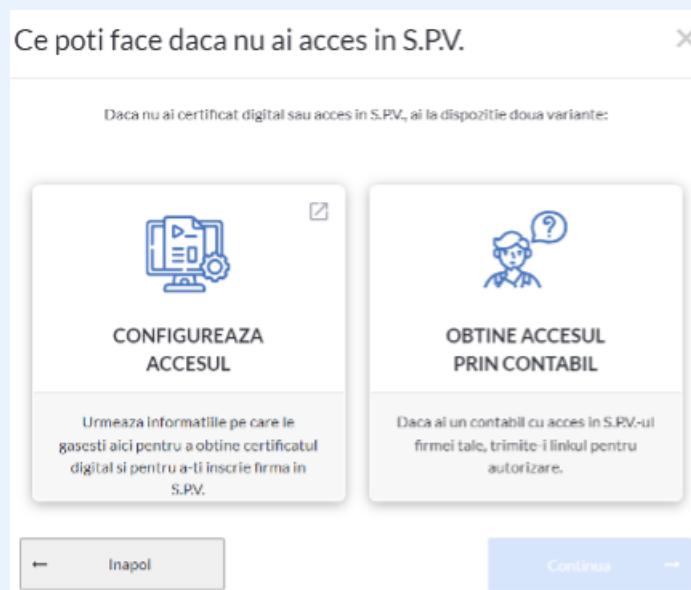 Ce poti face daca nu ai acces in S.P.V.
Daca nu ai certificat digital sau acces in S.P.V., ai la dispozitie doua variante:
CONFIGUREAZA
ACCESUL
Urmeaza informatiile pe care le
gasesti aici pentru a obtine certificatul
digital si pentru a-ti inscrie firma in
S.P.V.
OBTINE ACCESUL
PRIN CONTABIL
Daca ai un contabil cu acces in S.P.V.-ul
firmei tale, trimite-i linkul pentru
autorizare.
Inapoi
Continua